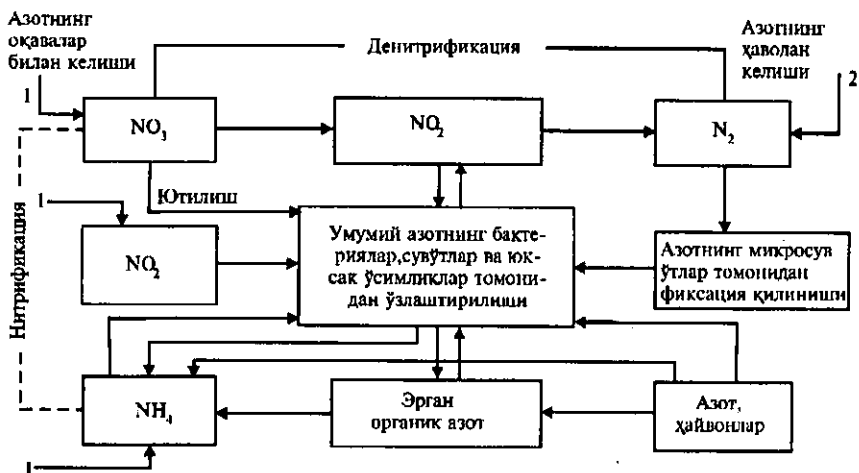 Азотнинг
оқавалар
билан келиши
Денитрификация
Азотнинг
ҳаволан
келиши
1
2
NO₃
NO₂
N₂
Ютилиш
1
NO₂
Умумий азотнинг бакте-
риялар,сувўтлар ва юк-
сак ўсимликлар томони-
дан ўзлаштирилиши
Азотнинг микросув
ўтлар томонидан
фиксация қилиниши
Нитрификация
NH₄
Эрган
органик азот
Азот,
ҳайвонлар
1